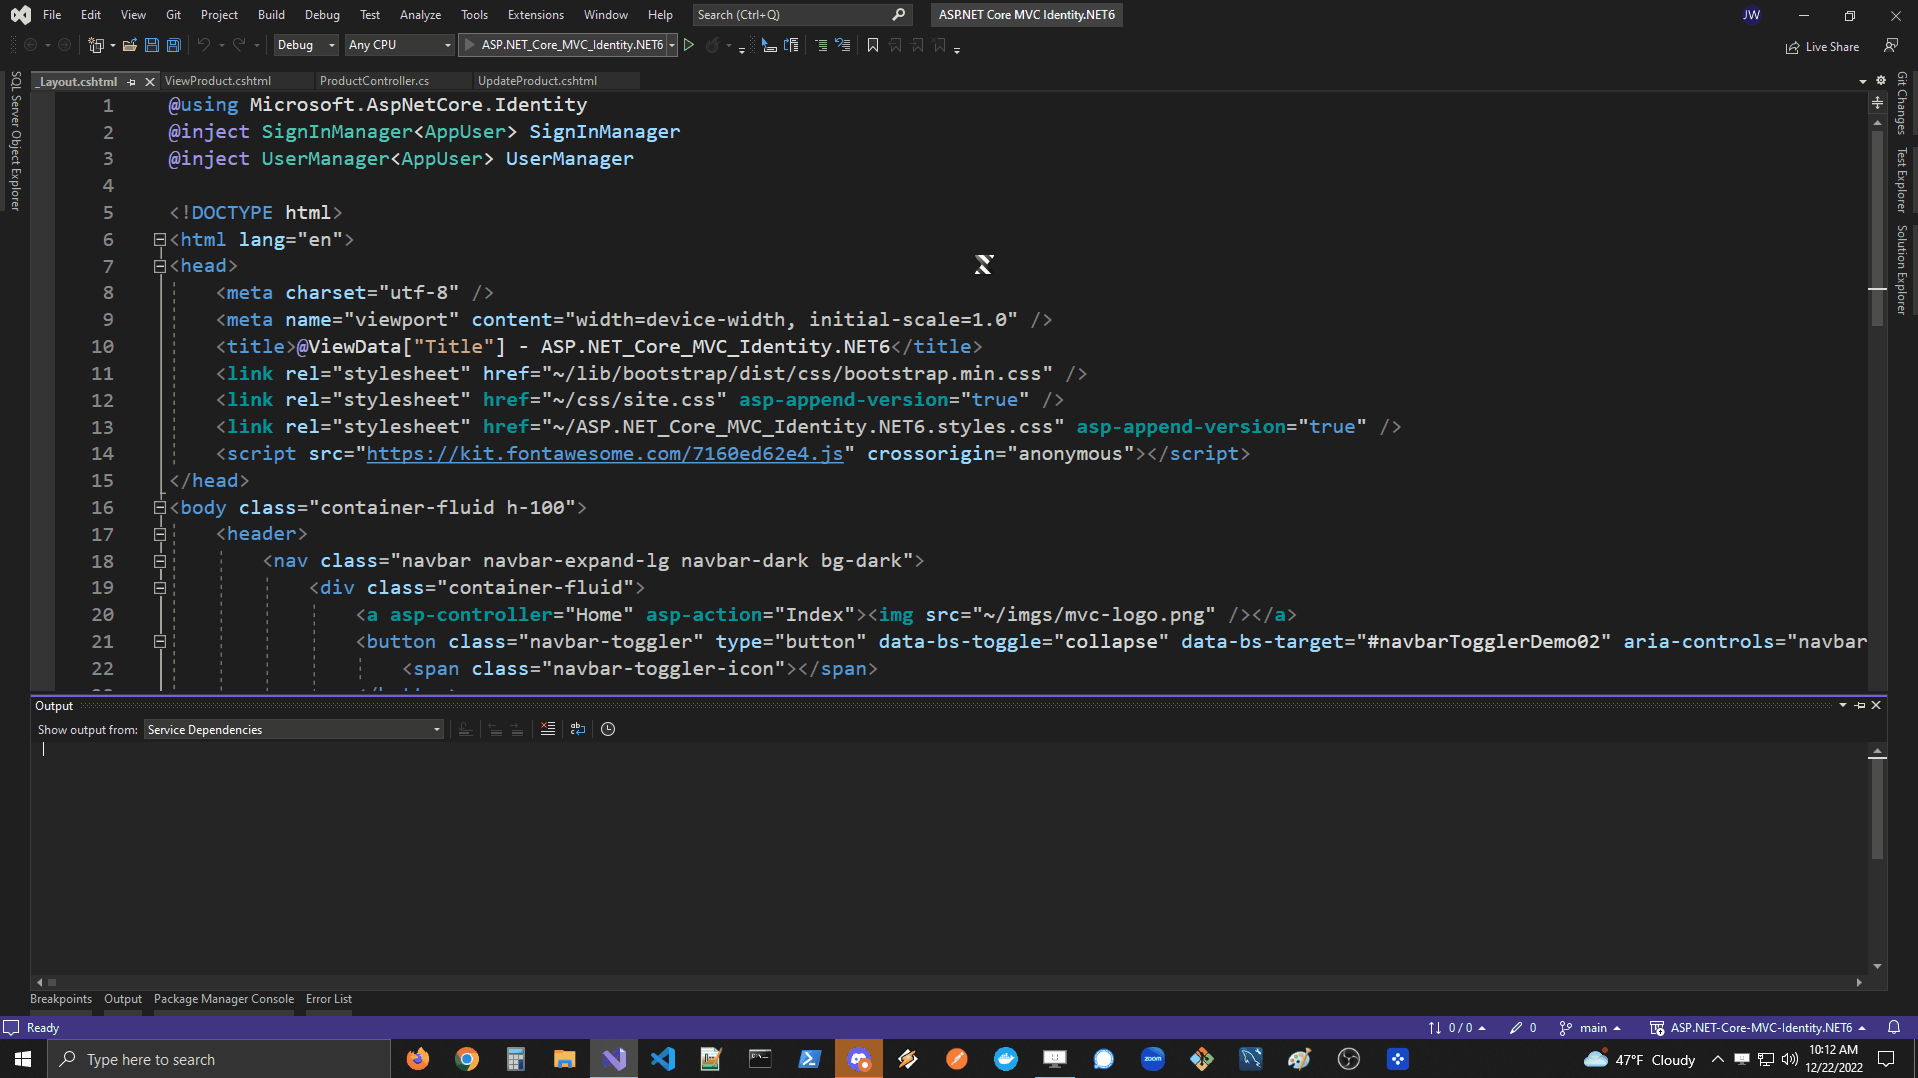 File Edit View Git Project Build Debug Test Analyze Tools Extensions Window Help Search (Ctrl+Q) ASP.NET Core MVC Identity.NET6 JW
Debug Any CPU ASP.NET_Core_MVC_Identity.NET6 Live Share
_Layout.cshtml ViewProduct.cshtml ProductController.cs UpdateProduct.cshtml
SQL Server Object Explorer
Git Changes
Test Explorer
Solution Explorer
1 @using Microsoft.AspNetCore.Identity
2 @inject SignInManager<AppUser> SignInManager
3 @inject UserManager<AppUser> UserManager
4
5 <!DOCTYPE html>
6 <html lang="en">
7 <head>
8 <meta charset="utf-8" />
9 <meta name="viewport" content="width=device-width, initial-scale=1.0" />
10 <title>@ViewData["Title"] - ASP.NET_Core_MVC_Identity.NET6</title>
11 <link rel="stylesheet" href="~/lib/bootstrap/dist/css/bootstrap.min.css" />
12 <link rel="stylesheet" href="~/css/site.css" asp-append-version="true" />
13 <link rel="stylesheet" href="~/ASP.NET_Core_MVC_Identity.NET6.styles.css" asp-append-version="true" />
14 <script src="https://kit.fontawesome.com/7160ed62e4.js" crossorigin="anonymous"></script>
15 </head>
16 <body class="container-fluid h-100">
17 <header>
18 <nav class="navbar navbar-expand-lg navbar-dark bg-dark">
19 <div class="container-fluid">
20 <a asp-controller="Home" asp-action="Index"><img src="~/imgs/mvc-logo.png" /></a>
21 <button class="navbar-toggler" type="button" data-bs-toggle="collapse" data-bs-target="#navbarTogglerDemo02" aria-controls="navbar
22 <span class="navbar-toggler-icon"></span>
Output
Show output from: Service Dependencies
Breakpoints Output Package Manager Console Error List
Ready 0 / 0 0 main ASP.NET-Core-MVC-Identity.NET6
Type here to search zoom 47°F Cloudy 10:12 AM
12/22/2022